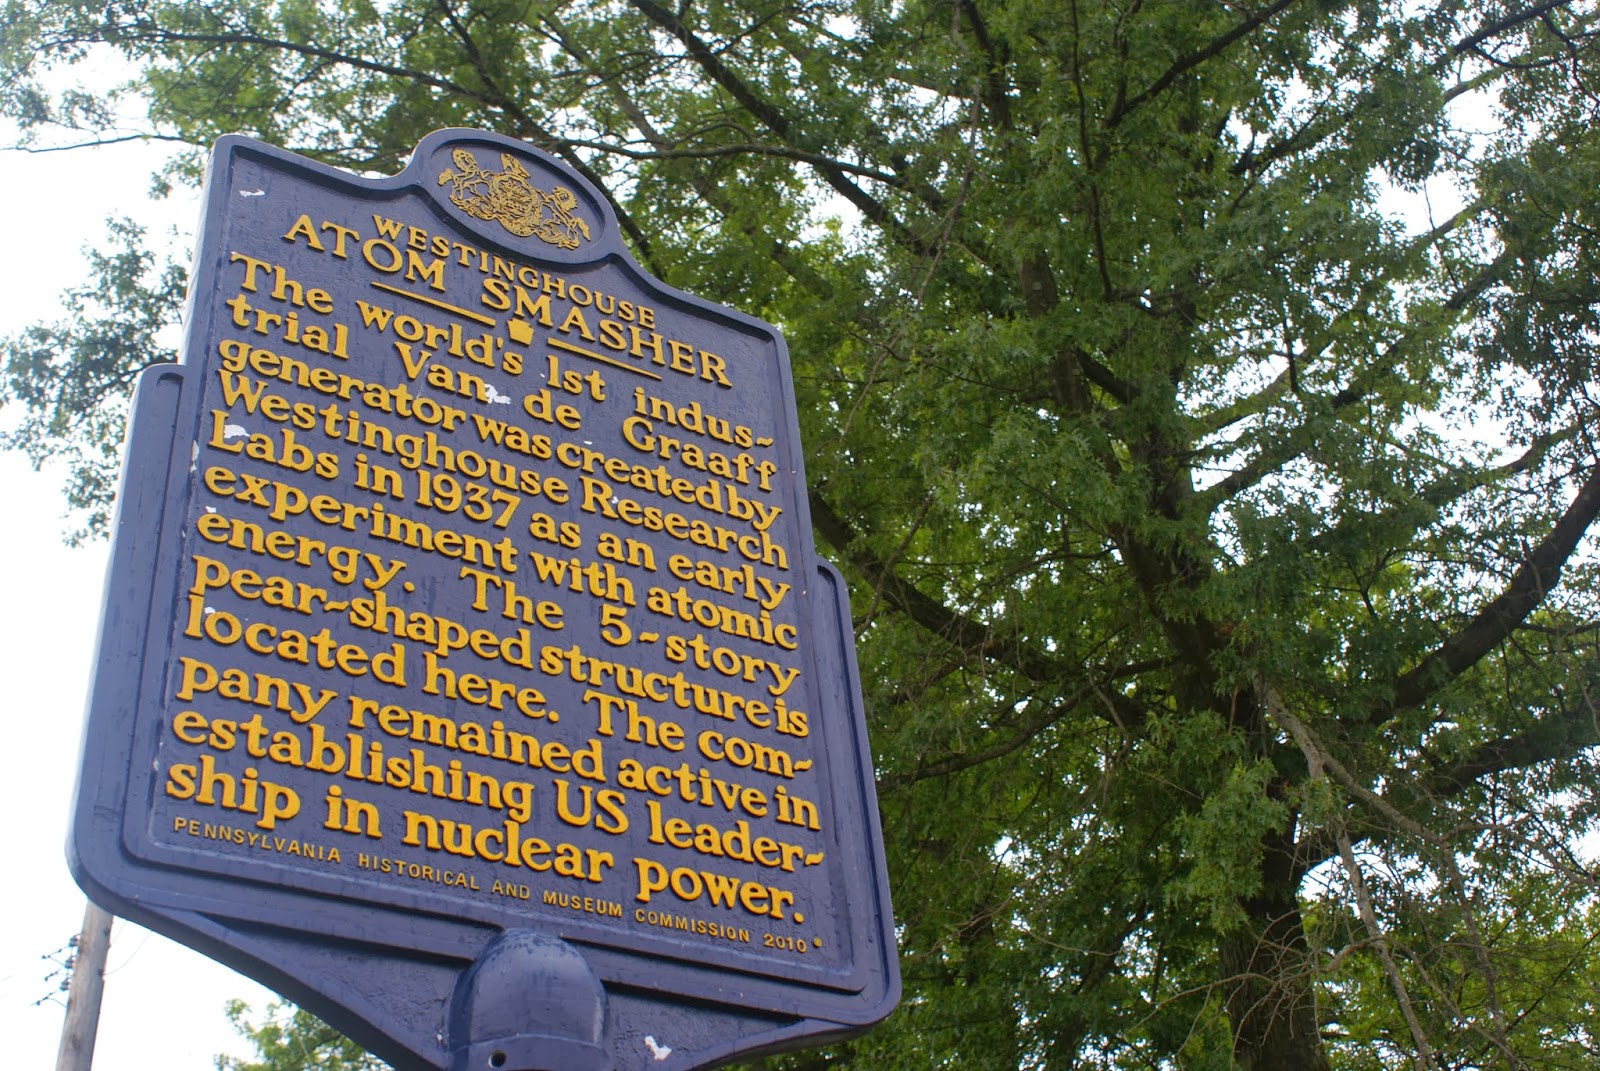 WESTINGHOUSE
ATOM SMASHER
The world's 1st indus-
trial Van de Graaff
generator was created by
Westinghouse Research
Labs in 1937 as an early
experiment with atomic
energy. The 5-story
pear-shaped structure is
located here. The com-
pany remained active in
establishing US leader-
ship in nuclear power.
PENNSYLVANIA HISTORICAL AND MUSEUM COMMISSION 2010